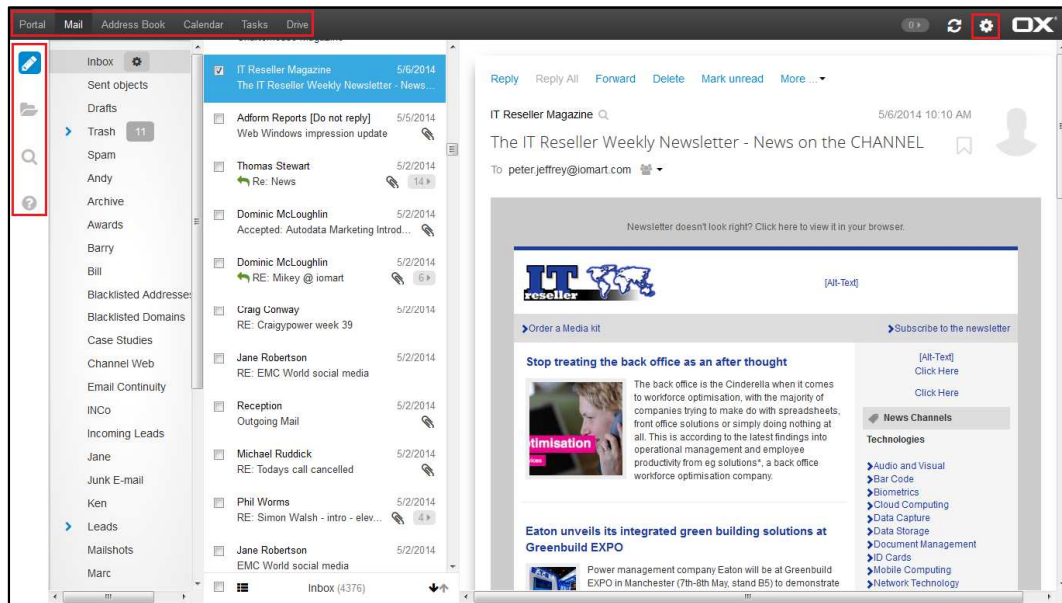 Portal Mail Address Book Calendar Tasks Drive
0
OX
Inbox
Sent objects
Drafts
Trash 11
Spam
Andy
Archive
Awards
Barry
Bill
Blacklisted Addresse
Blacklisted Domains
Case Studies
Channel Web
Email Continuity
INCo
Incoming Leads
Jane
Junk E-mail
Ken
Leads
Mailshots
Marc
IT Reseller Magazine 5/6/2014
The IT Reseller Weekly Newsletter - News...
Adform Reports [Do not reply] 5/5/2014
Web Windows impression update
Thomas Stewart 5/2/2014
Re: News 14
Dominic McLoughlin 5/2/2014
Accepted: Autodata Marketing Introd...
Dominic McLoughlin 5/2/2014
RE: Mikey @ iomart 6
Craig Conway 5/2/2014
RE: Craigypower week 39
Jane Robertson 5/2/2014
RE: EMC World social media
Reception 5/2/2014
Outgoing Mail
Michael Ruddick 5/2/2014
RE: Todays call cancelled
Phil Worms 5/2/2014
RE: Simon Walsh - intro - elev... 4
Jane Robertson 5/2/2014
EMC World social media
Inbox (4376)
Reply Reply All Forward Delete Mark unread More ...
IT Reseller Magazine 5/6/2014 10:10 AM
The IT Reseller Weekly Newsletter - News on the CHANNEL
To peter.jeffrey@iomart.com
Newsletter doesn't look right? Click here to view it in your browser.
IT
reseller
[Alt-Text]
Order a Media kit
Subscribe to the newsletter
Stop treating the back office as an after thought
The back office is the Cinderella when it comes
to workforce optimisation, with the majority of
companies trying to make do with spreadsheets,
front office solutions or simply doing nothing at
all. This is according to the latest findings into
operational management and employee
productivity from eg solutions*, a back office
workforce optimisation company.
timisation
Eaton unveils its integrated green building solutions at
Greenbuild EXPO
Power management company Eaton will be at Greenbuild
EXPO in Manchester (7th-8th May, stand B5) to demonstrate
[Alt-Text]
Click Here
Click Here
News Channels
Technologies
Audio and Visual
Bar Code
Biometrics
Cloud Computing
Data Capture
Data Storage
Document Management
ID Cards
Mobile Computing
Network Technology